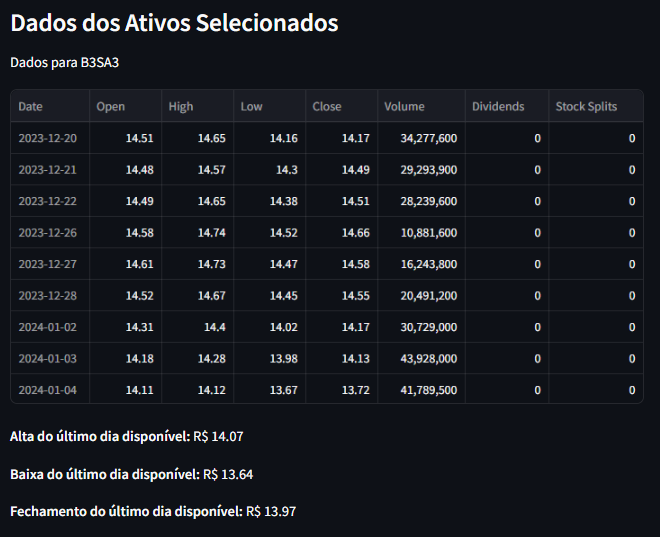 Dados dos Ativos Selecionados
Dados para B3SA3
Date Open High Low Close Volume Dividends Stock Splits
2023-12-20 14.51 14.65 14.16 14.17 34,277,600 0 0
2023-12-21 14.48 14.57 14.3 14.49 29,293,900 0 0
2023-12-22 14.49 14.65 14.38 14.51 28,239,600 0 0
2023-12-26 14.58 14.74 14.52 14.66 10,881,600 0 0
2023-12-27 14.61 14.73 14.47 14.58 16,243,800 0 0
2023-12-28 14.52 14.67 14.45 14.55 20,491,200 0 0
2024-01-02 14.31 14.4 14.02 14.17 30,729,000 0 0
2024-01-03 14.18 14.28 13.98 14.13 43,928,000 0 0
2024-01-04 14.11 14.12 13.67 13.72 41,789,500 0 0
Alta do último dia disponível: R$ 14.07
Baixa do último dia disponível: R$ 13.64
Fechamento do último dia disponível: R$ 13.97